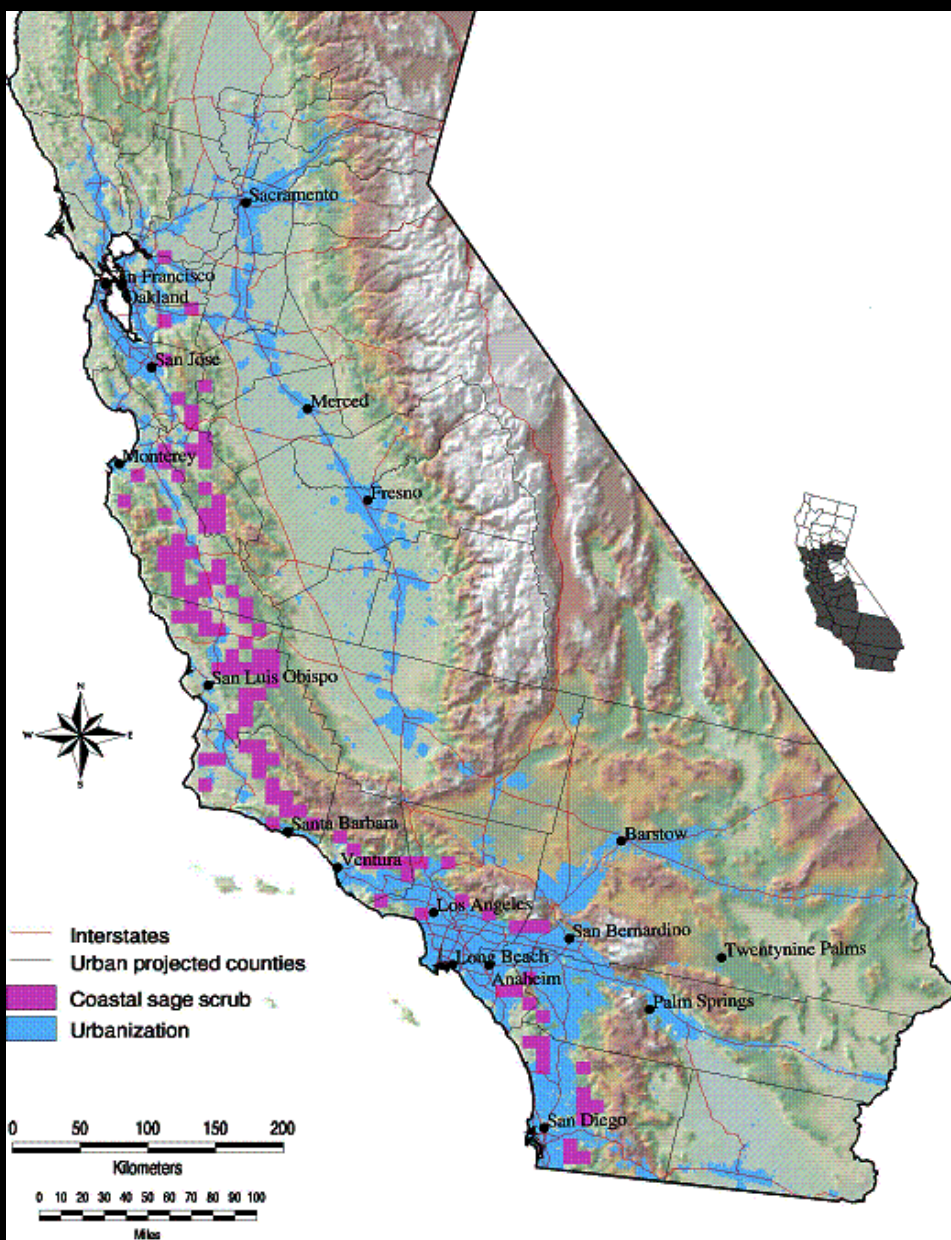 Sacramento
n Francisco
Oakland
San Jose
Merced
Monterey
Fresno
San Luis Obispo
N
W
E
S
Santa Barbara
Barstow
Ventura
Los Angeles
San Bernardino
Twentynine Palms
Long Beach
Anaheim
Palm Springs
San Diego
Interstates
Urban projected counties
Coastal sage scrub
Urbanization
0 50 100 150 200
Kilometers
0 10 20 30 40 50 60 70 80 90 100
Miles